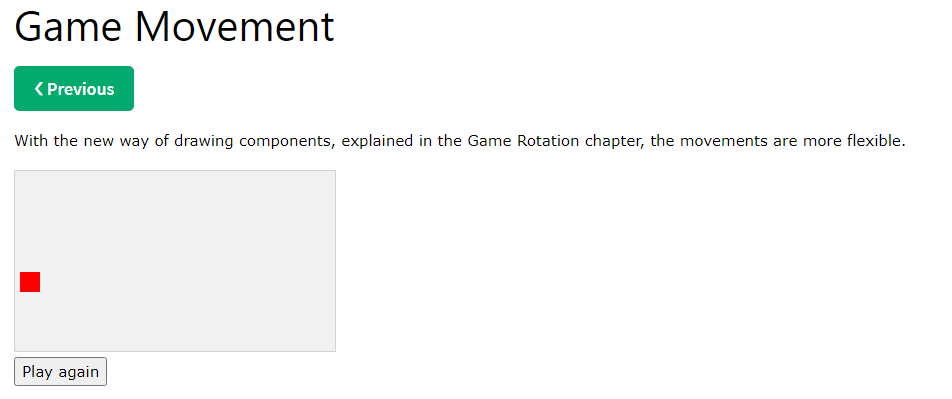 Game Movement
❮ Previous
With the new way of drawing components, explained in the Game Rotation chapter, the movements are more flexible.
Play again